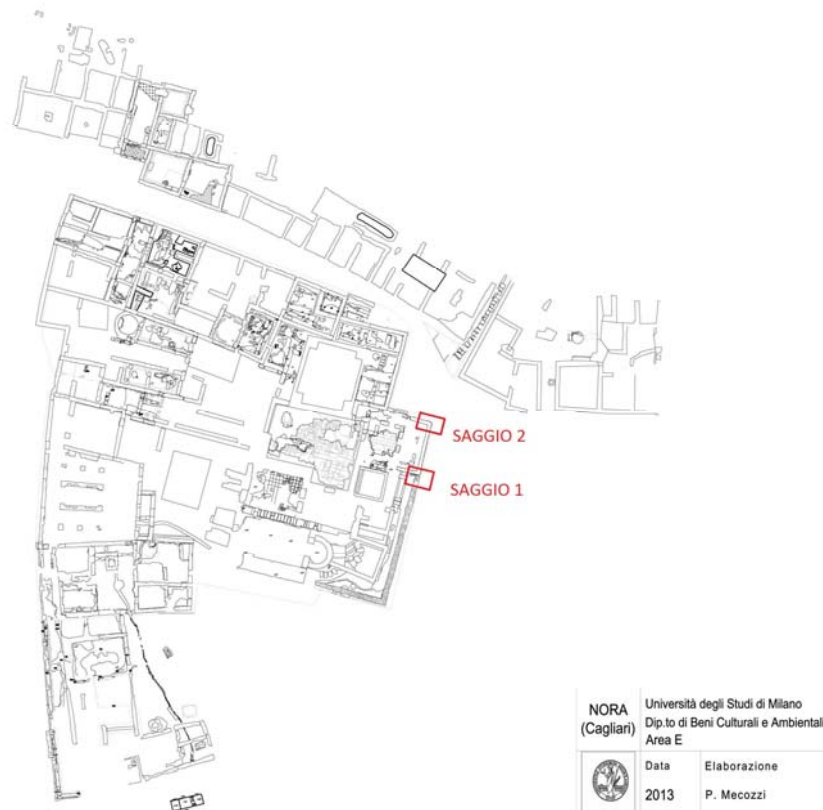 SAGGIO 2
SAGGIO 1
NORA
(Cagliari)
Università degli Studi di Milano
Dip.to di Beni Culturali e Ambientali
Area E
Data
Elaborazione
2013
P. Mecozzi